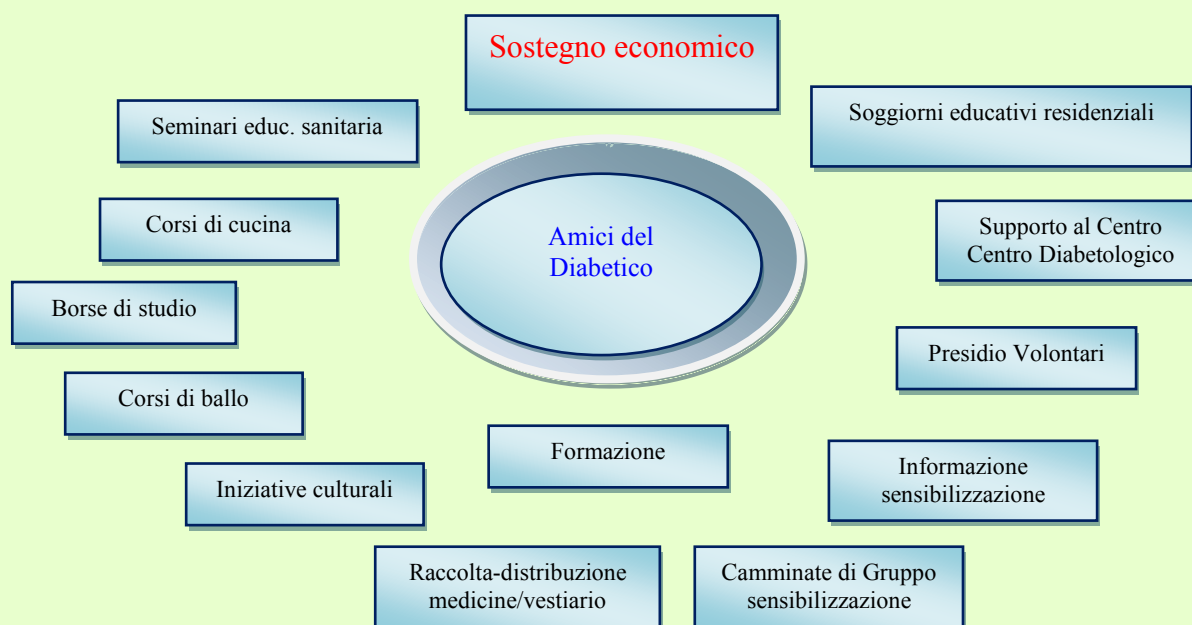 Sostegno economico
Seminari educ. sanitaria
Soggiorni educativi residenziali
Corsi di cucina
Amici del
Diabetico
Supporto al Centro
Centro Diabetologico
Borse di studio
Presidio Volontari
Corsi di ballo
Formazione
Informazione
sensibilizzazione
Iniziative culturali
Raccolta-distribuzione
medicine/vestiario
Camminate di Gruppo
sensibilizzazione